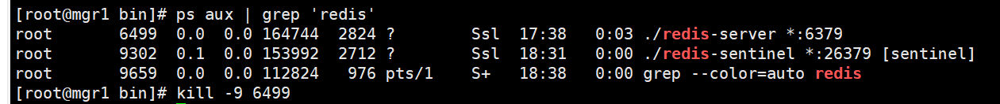 [root@mgr1 bin]# ps aux | grep 'redis'
root      6499  0.0  0.0 164744  2824 ?        Ssl  17:38   0:03 ./redis-server *:6379
root      9302  0.1  0.0 153992  2712 ?        Ssl  18:31   0:00 ./redis-sentinel *:26379 [sentinel]
root      9659  0.0  0.0 112824   976 pts/1    S+   18:38   0:00 grep --color=auto redis
[root@mgr1 bin]# kill -9 6499